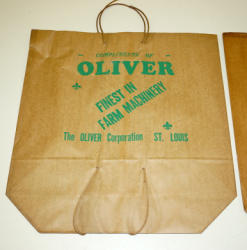 COMPLIMENTS OF
OLIVER
FINEST IN
FARM MACHINERY
The OLIVER Corporation ST. LOUIS